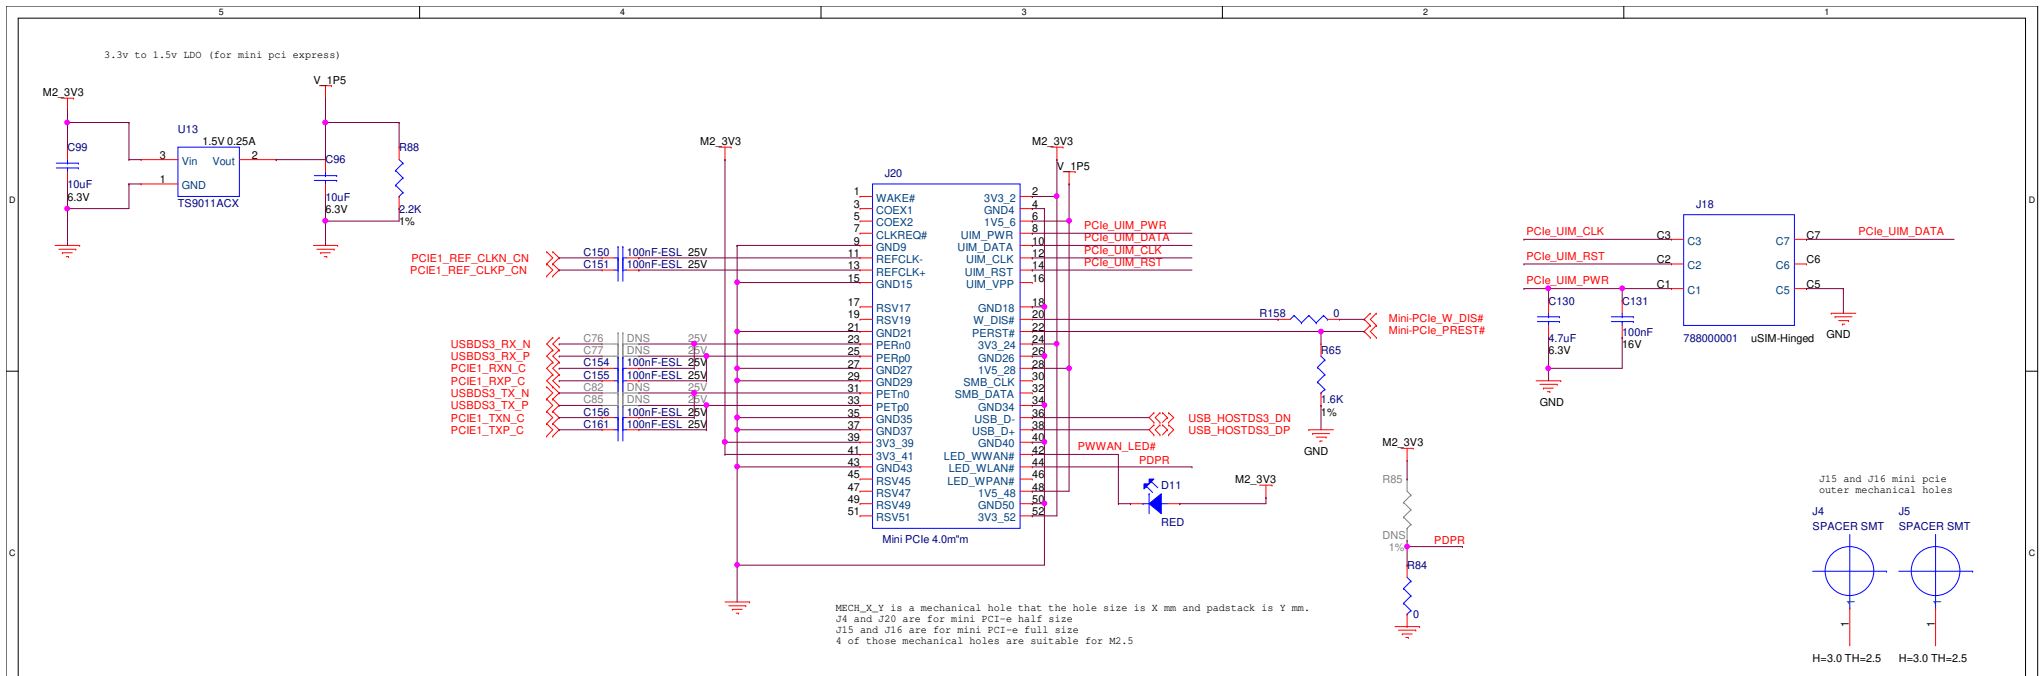 5 4 3 2 1
3.3v to 1.5v LDO (for mini pci express)
M2_3V3
V_1P5
U13
1.5V 0.25A
3 Vin Vout 2
1 GND
TS9011ACX
C99
10uF
6.3V
C96
10uF
6.3V
R88
2.2K
1%
D
D
C
C
M2_3V3
M2_3V3
V_1P5
J20
1 WAKE# 3V3_2 2
3 COEX1 GND4 4
5 COEX2 1V5_6 6
7 CLKREQ# UIM_PWR 8 PCIe_UIM_PWR
9 GND9 UIM_DATA 10 PCIe_UIM_DATA
PCIE1_REF_CLKN_CN C150 100nF-ESL 25V 11 REFCLK- UIM_CLK 12 PCIe_UIM_CLK
PCIE1_REF_CLKP_CN C151 100nF-ESL 25V 13 REFCLK+ UIM_RST 14 PCIe_UIM_RST
15 GND15 UIM_VPP 16
17 RSV17 GND18 18
19 RSV19 W_DIS# 20 R158 0 Mini-PCIe_W_DIS#
21 GND21 PERST# 22 Mini-PCIe_PREST#
USBDS3_RX_N C76 DNS 25V 23 PERn0 3V3_24 24
USBDS3_RX_P C77 DNS 25V 25 PERp0 GND26 26
PCIE1_RXN_C C154 100nF-ESL 25V 27 GND27 1V5_28 28
PCIE1_RXP_C C155 100nF-ESL 25V 29 GND29 SMB_CLK 30
USBDS3_TX_N C82 DNS 25V 31 PETn0 SMB_DATA 32
USBDS3_TX_P C85 DNS 25V 33 PETp0 GND34 34
PCIE1_TXN_C C156 100nF-ESL 25V 35 GND35 USB_D- 36 USB_HOSTDS3_DN
PCIE1_TXP_C C161 100nF-ESL 25V 37 GND37 USB_D+ 38 USB_HOSTDS3_DP
39 3V3_39 GND40 40
41 3V3_41 LED_WWAN# 42 PWWAN_LED#
43 GND43 LED_WLAN# 44 PDPR
45 RSV45 LED_WPAN# 46
47 RSV47 1V5_48 48
49 RSV49 GND50 50
51 RSV51 3V3_52 52
Mini PCIe 4.0m"m
R65
1.6K
1%
GND
D11
RED
M2_3V3
M2_3V3
R85
DNS
1%
PDPR
R84
0
J18
PCIe_UIM_CLK C3 C3 C7 C7 PCIe_UIM_DATA
PCIe_UIM_RST C2 C2 C6 C6
PCIe_UIM_PWR C1 C1 C5 C5
788000001 uSIM-Hinged
C130
4.7uF
6.3V
C131
100nF
16V
GND
GND
J15 and J16 mini pcie
outer mechanical holes
J4 J5
SPACER SMT SPACER SMT
1 1
1 1
H=3.0 TH=2.5 H=3.0 TH=2.5
MECH_X_Y is a mechanical hole that the hole size is X mm and padstack is Y mm.
J4 and J20 are for mini PCI-e half size
J15 and J16 are for mini PCI-e full size
4 of those mechanical holes are suitable for M2.5